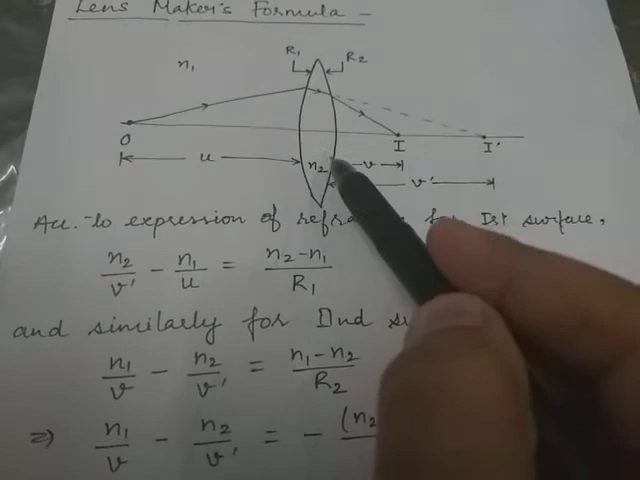 Lens Maker's Formula -
R₁ R₂
n₁
O I I'
u n₂ v
v'
Acc. to expression of for Ist surface,
n₂/v' - n₁/u = n₂-n₁/R₁
and similarly for IInd
n₁/v - n₂/v' = n₁-n₂/R₂
⇒ n₁/v - n₂/v' = - (n₂